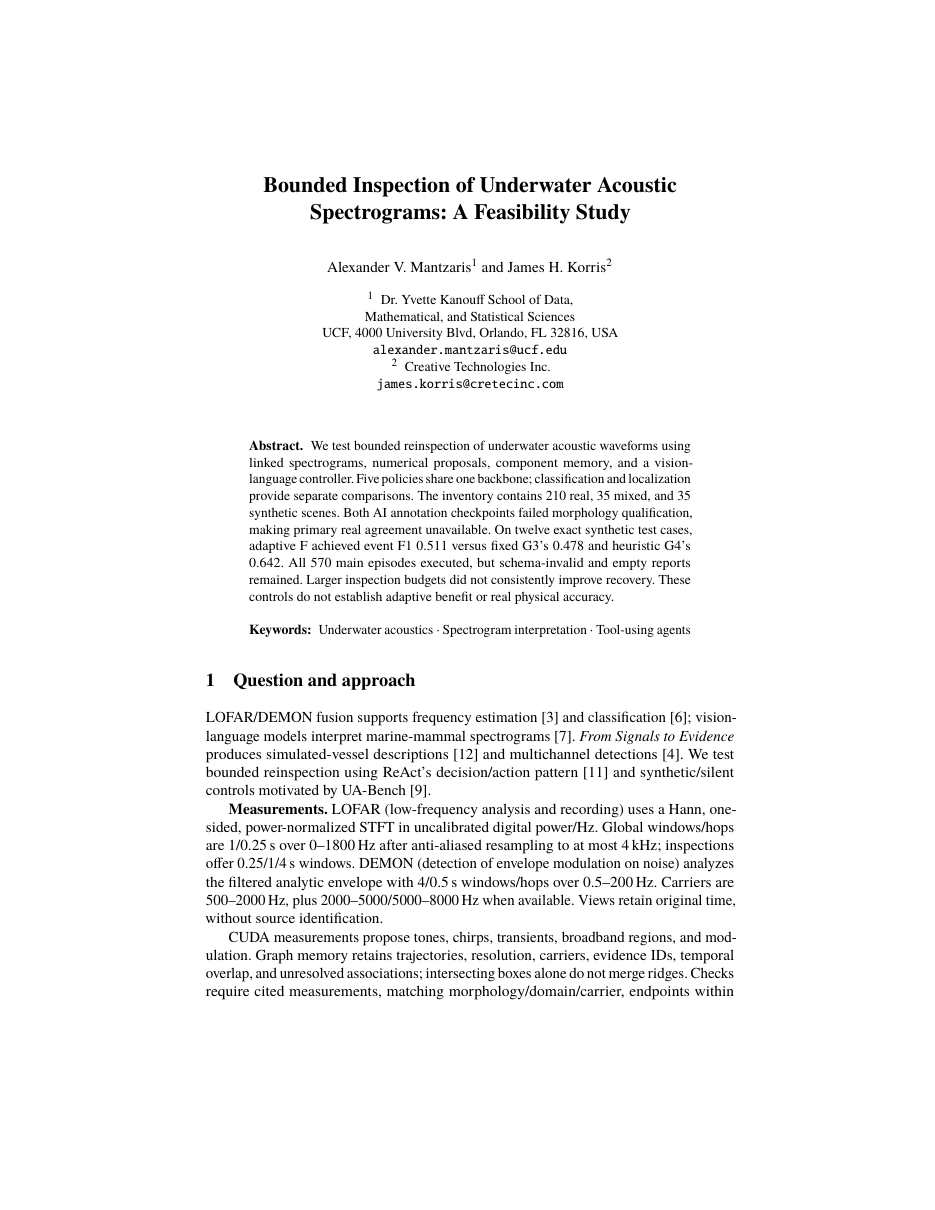 Bounded Inspection of Underwater Acoustic
Spectrograms: A Feasibility Study
Alexander V. Mantzaris1 and James H. Korris2
1 Dr. Yvette Kanouff School of Data,
Mathematical, and Statistical Sciences
UCF, 4000 University Blvd, Orlando, FL 32816, USA
alexander.mantzaris@ucf.edu
2 Creative Technologies Inc.
james.korris@cretecinc.com
Abstract. We test bounded reinspection of underwater acoustic waveforms using
linked spectrograms, numerical proposals, component memory, and a vision-
language controller. Five policies share one backbone; classification and localization
provide separate comparisons. The inventory contains 210 real, 35 mixed, and 35
synthetic scenes. Both AI annotation checkpoints failed morphology qualification,
making primary real agreement unavailable. On twelve exact synthetic test cases,
adaptive F achieved event F1 0.511 versus fixed G3's 0.478 and heuristic G4's
0.642. All 570 main episodes executed, but schema-invalid and empty reports
remained. Larger inspection budgets did not consistently improve recovery. These
controls do not establish adaptive benefit or real physical accuracy.
Keywords: Underwater acoustics · Spectrogram interpretation · Tool-using agents
1 Question and approach
LOFAR/DEMON fusion supports frequency estimation [3] and classification [6]; vision-
language models interpret marine-mammal spectrograms [7]. From Signals to Evidence
produces simulated-vessel descriptions [12] and multichannel detections [4]. We test
bounded reinspection using ReAct's decision/action pattern [11] and synthetic/silent
controls motivated by UA-Bench [9].
Measurements. LOFAR (low-frequency analysis and recording) uses a Hann, one-
sided, power-normalized STFT in uncalibrated digital power/Hz. Global windows/hops
are 1/0.25 s over 0–1800 Hz after anti-aliased resampling to at most 4 kHz; inspections
offer 0.25/1/4 s windows. DEMON (detection of envelope modulation on noise) analyzes
the filtered analytic envelope with 4/0.5 s windows/hops over 0.5–200 Hz. Carriers are
500–2000 Hz, plus 2000–5000/5000–8000 Hz when available. Views retain original time,
without source identification.
CUDA measurements propose tones, chirps, transients, broadband regions, and mod-
ulation. Graph memory retains trajectories, resolution, carriers, evidence IDs, temporal
overlap, and unresolved associations; intersecting boxes alone do not merge ridges. Checks
require cited measurements, matching morphology/domain/carrier, endpoints within